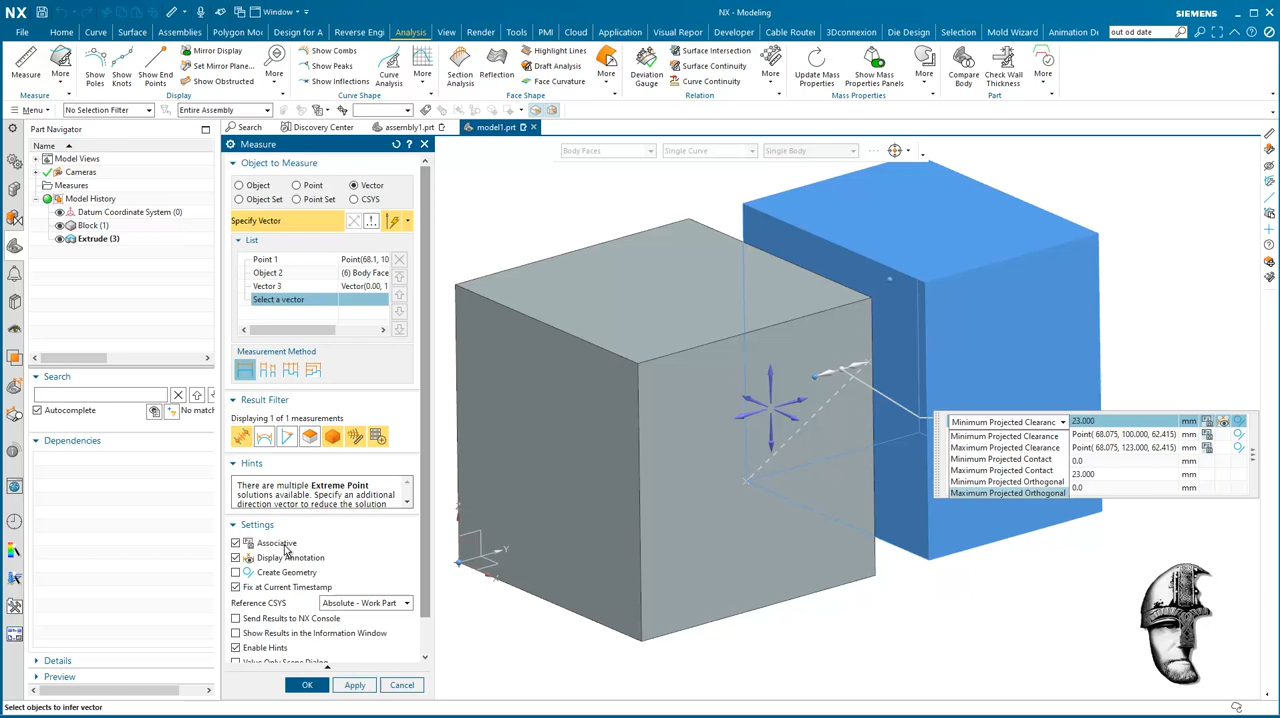 NX
Window
NX - Modeling
SIEMENS
File Home Curve Surface Assemblies Polygon Mo Design for A Reverse Engi Analysis View Render Tools PMI Color Virtual Repor Developer Cable Router 3Dconnexion Die Design Selection Mold Wizard Animation De
out od date
Measure
More
Show Poles
Show Knots
Show End Points
Mirror Display
Set Mirror Plane...
Show Obstructed
More
Show Combs
Show Peaks
Show Inflections
Curve Analysis
More
Section Analysis
Reflection
Highlight Lines
Draft Analysis
Face Curvature
More
Deviation Gauge
Surface Intersection
Surface Continuity
Curve Continuity
More
Update Mass Properties
Show Mass Properties Panels
More
Compare Body
Check Wall Thickness
More
Measure Display Curve Shape Face Shape Relation Mass Properties Part
Menu
No Selection Filter
Entire Assembly
Part Navigator
Search
Discovery Center
assembly1.prt
model1.prt
Name
Model Views
Cameras
Measures
Model History
Datum Coordinate System (0)
Block (1)
Extrude (3)
Search
Autocomplete
No match
Dependencies
Details
Preview
Measure
Object to Measure
Object Point Vector
Object Set Point Set CSYS
Specify Vector
List
Point 1 Point(68.1, 10
Object 2 (6) Body Face
Vector 3 Vector(0.00, 1
Select a vector
Measurement Method
Result Filter
Displaying 1 of 1 measurements
Hints
There are multiple Extreme Point
solutions available. Specify an additional
direction vector to reduce the solution
Settings
Associative
Display Annotation
Create Geometry
Fix at Current Timestamp
Reference CSYS Absolute - Work Part
Send Results to NX Console
Show Results in the Information Window
Enable Hints
Value Only Scene Dialog
OK Apply Cancel
Body Faces
Single Curve
Single Body
Y
X
Minimum Projected Clearanc 23.000 mm
Minimum Projected Clearance Point( 68.075, 100.000, 62.415) mm
Maximum Projected Clearance Point( 68.075, 123.000, 62.415) mm
Minimum Projected Contact 0.0 mm
Maximum Projected Contact 23.000 mm
Minimum Projected Orthogonal 0.0 mm
Maximum Projected Orthogonal
Select objects to infer vector